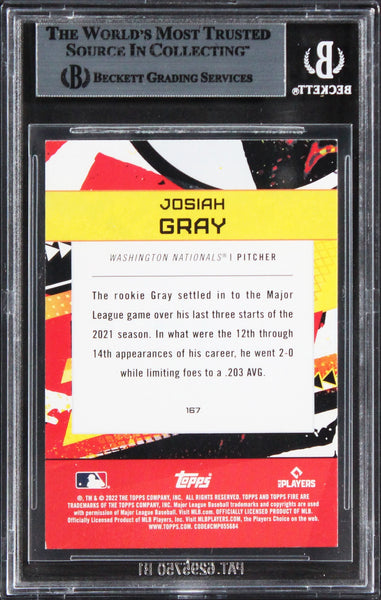 THE WORLD'S MOST TRUSTED
SOURCE IN COLLECTING™
BECKETT GRADING SERVICES
BECKETT®
JOSIAH
GRAY
WASHINGTON NATIONALS® | PITCHER
The rookie Gray settled in to the Major
League game over his last three starts of the
2021 season. In what were the 12th through
14th appearances of his career, he went 2-0
while limiting foes to a .203 AVG.
167
Topps
MLB PLAYERS
®, TM & © 2022 THE TOPPS COMPANY, INC. ALL RIGHTS RESERVED. TOPPS AND TOPPS FIRE ARE
TRADEMARKS OF THE TOPPS COMPANY, INC. Major League Baseball trademarks and copyrights are used
with permission of Major League Baseball. Visit MLB.com. OFFICIALLY LICENSED PRODUCT OF MLB.
Officially Licensed Product of MLB Players, Inc. Visit MLBPLAYERS.com, the Players Choice on the web.
WWW.TOPPS.COM. CODE#CMP055684